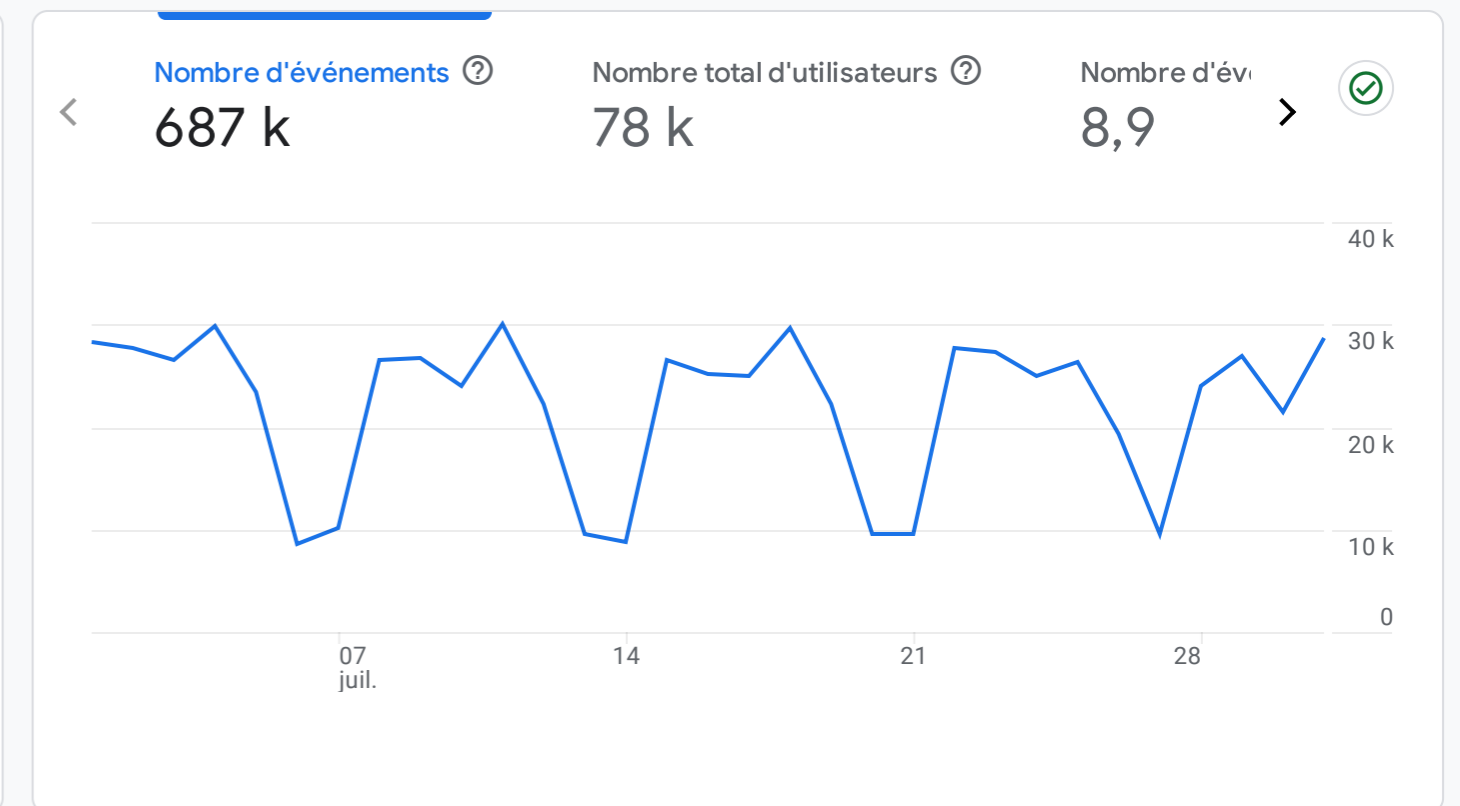 Nombre d'événements
687 k
Nombre total d'utilisateurs
78 k
Nombre d'év
8,9
40 k
30 k
20 k
10 k
0
07
juil.
14
21
28